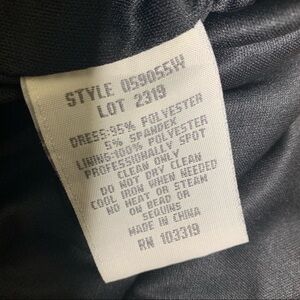 STYLE 059055W
LOT 2319
DRESS:95% POLYESTER
5% SPANDEX
LINING:100% POLYESTER
PROFESSIONALLY SPOT
CLEAN ONLY
DO NOT DRY CLEAN
COOL IRON WHEN NEEDED
NO HEAT OR STEAM
ON BEAD OR
SEQUINS
MADE IN CHINA
RN 103319